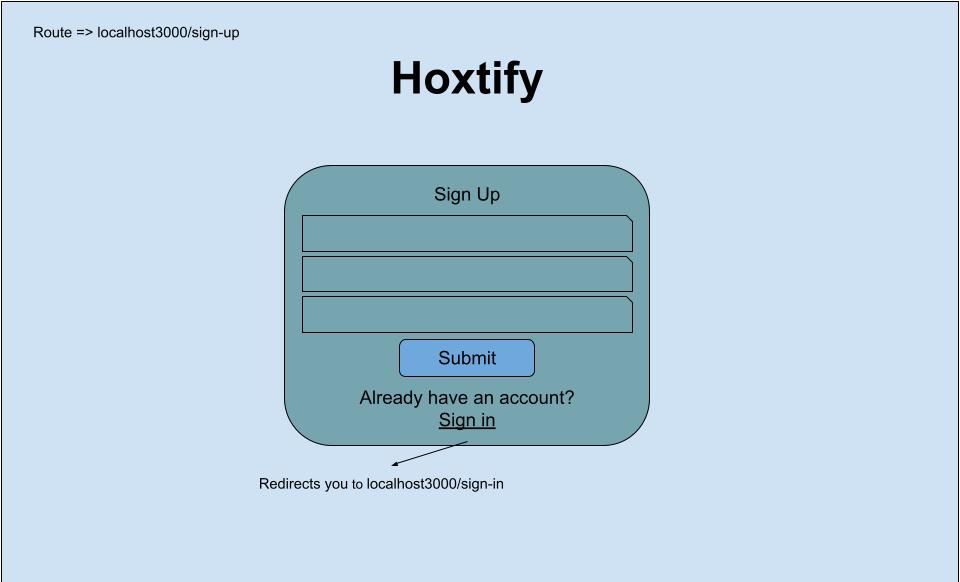 Route => localhost3000/sign-up
Hoxtify
Sign Up
Submit
Already have an account?
Sign in
Redirects you to localhost3000/sign-in